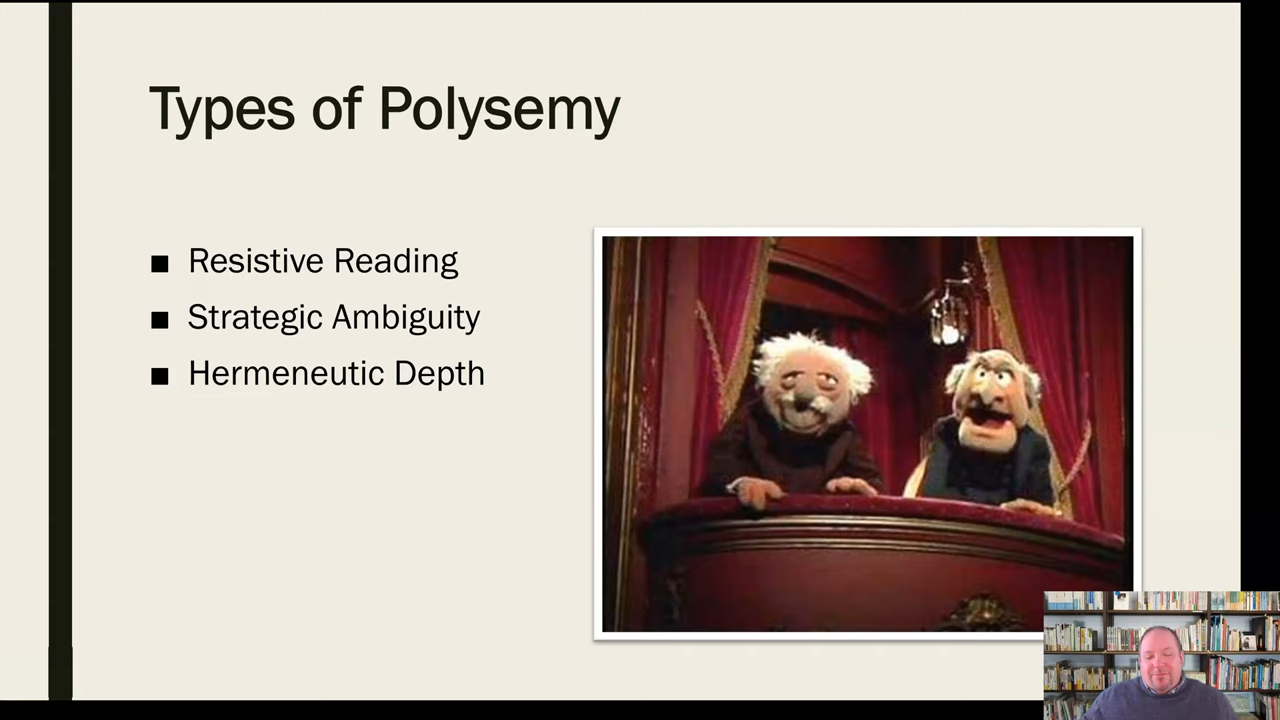 Types of Polysemy
■ Resistive Reading
■ Strategic Ambiguity
■ Hermeneutic Depth